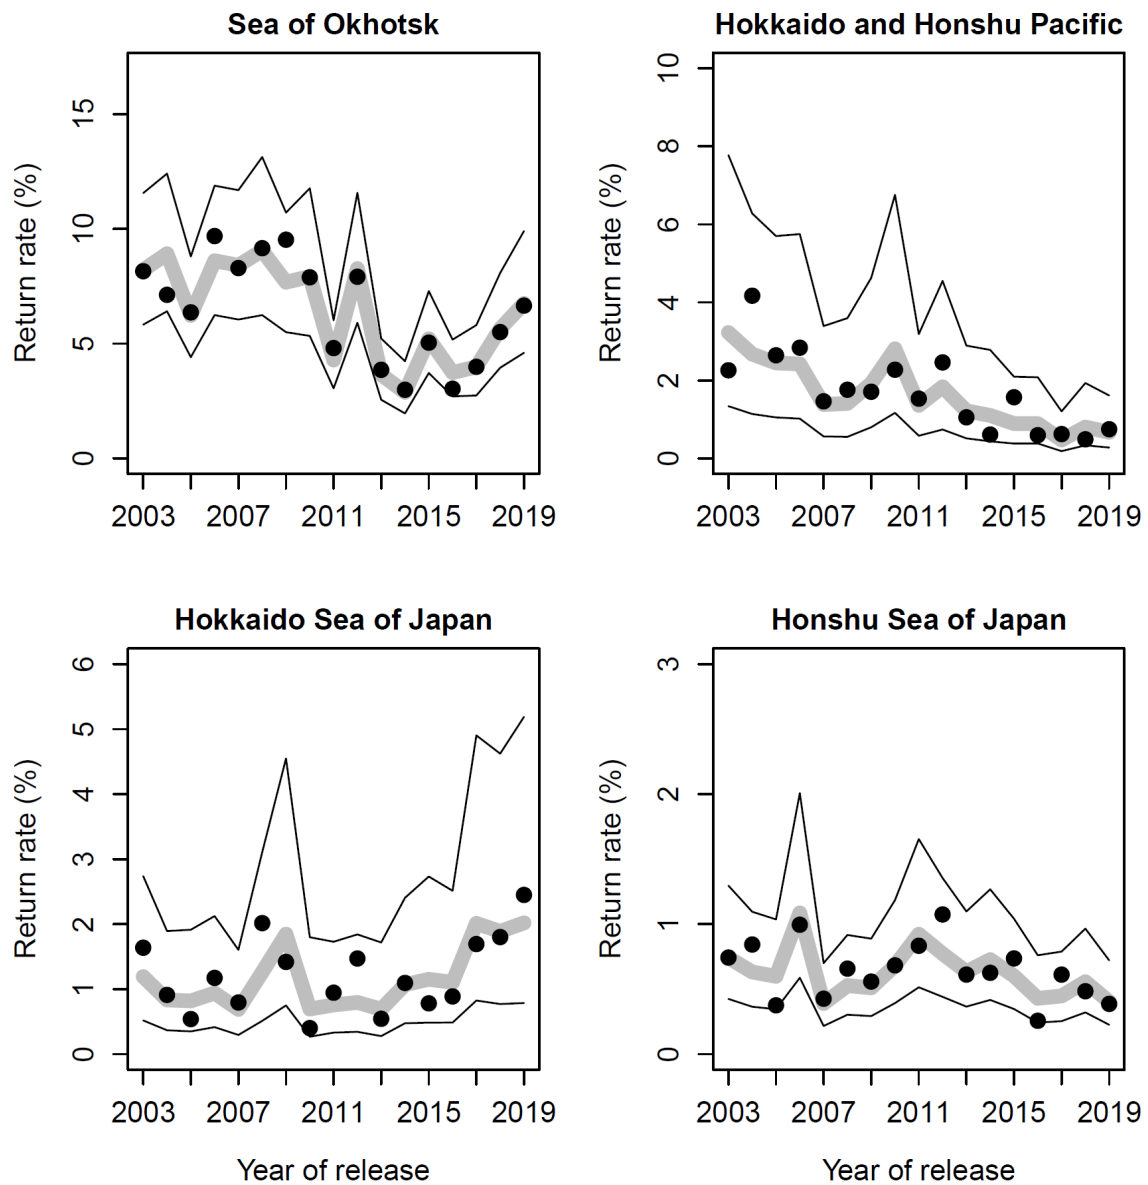 Sea of Okhotsk
Return rate (%)
15
10
5
0
2003 2007 2011 2015 2019
Hokkaido and Honshu Pacific
Return rate (%)
10
8
6
4
2
0
2003 2007 2011 2015 2019
Hokkaido Sea of Japan
Return rate (%)
6
5
4
3
2
1
0
2003 2007 2011 2015 2019
Year of release
Honshu Sea of Japan
Return rate (%)
3
2
1
0
2003 2007 2011 2015 2019
Year of release